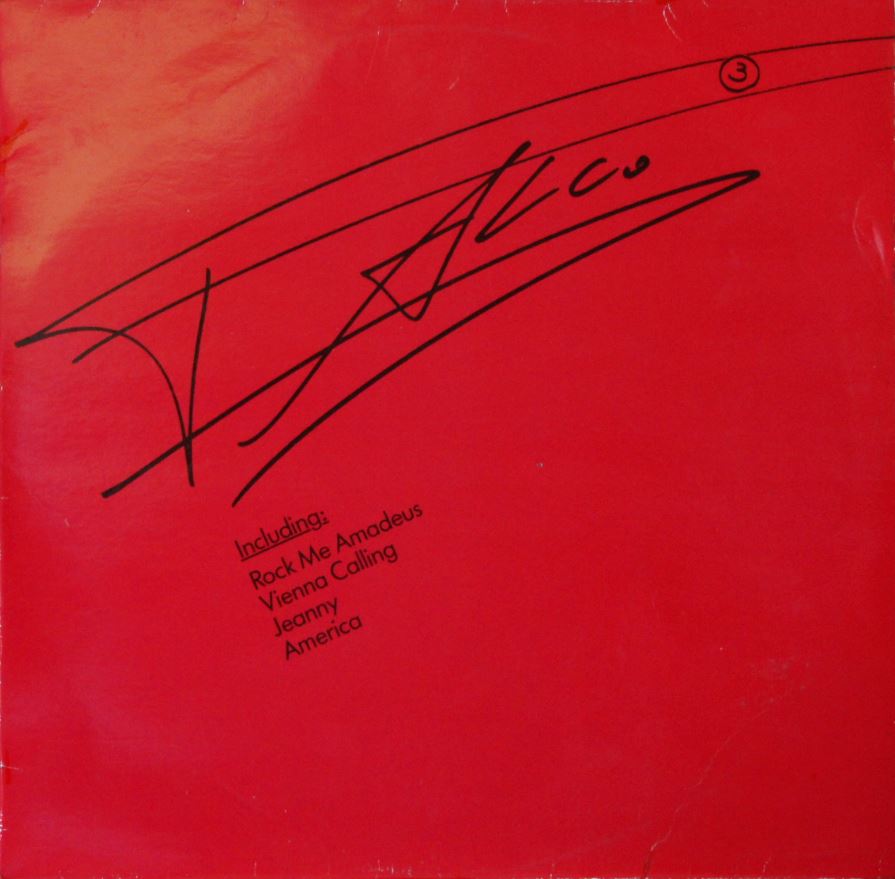 3
FALCO
Including:
Rock Me Amadeus
Vienna Calling
Jeanny
America